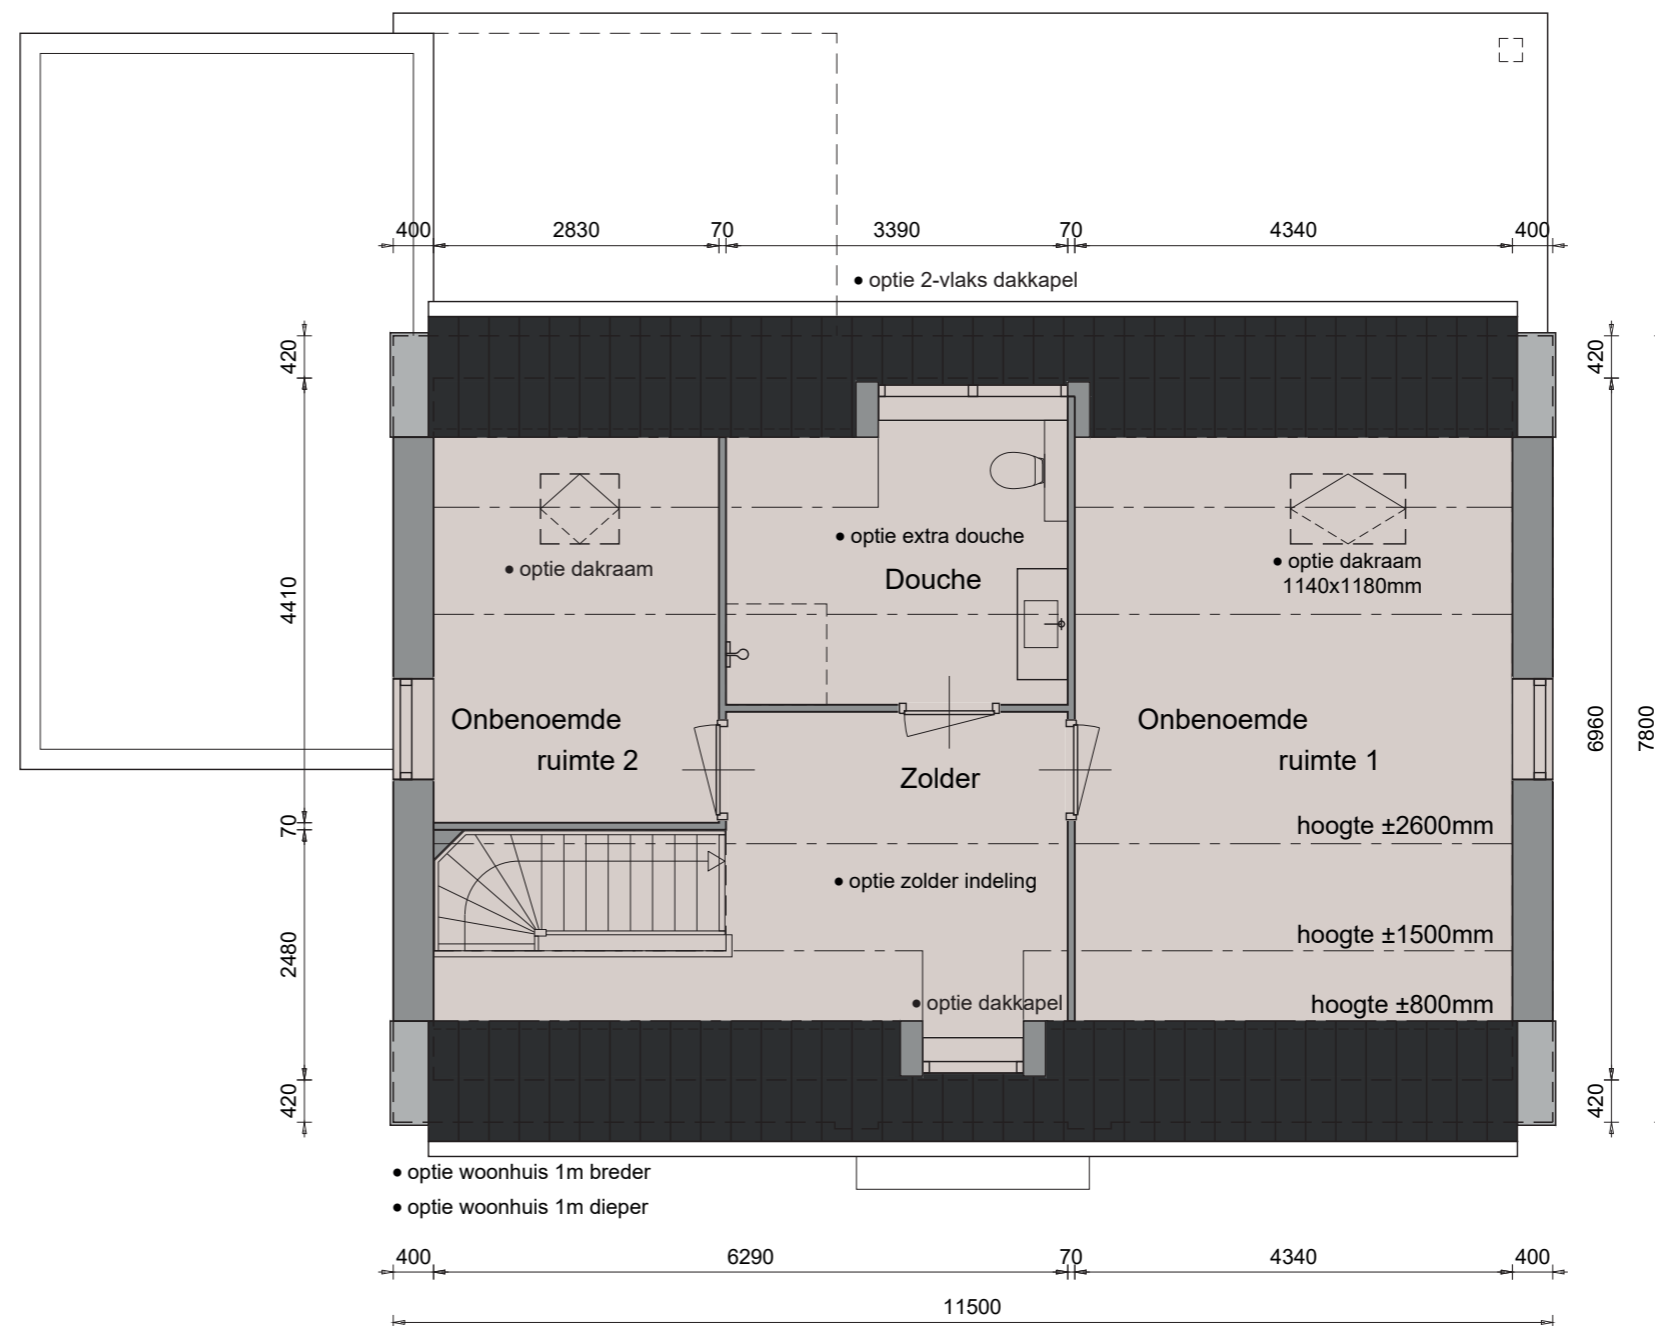 400 2830 70 3390 70 4340 400
• optie 2-vlaks dakkapel
420
420
• optie extra douche
Douche
• optie dakraam
• optie dakraam
1140x1180mm
4410
Onbenoemde
ruimte 2
Onbenoemde
ruimte 1
Zolder
6960
7800
70
hoogte ±2600mm
• optie zolder indeling
2480
hoogte ±1500mm
• optie dakkapel
hoogte ±800mm
420
420
• optie woonhuis 1m breder
• optie woonhuis 1m dieper
400 6290 70 4340 400
11500